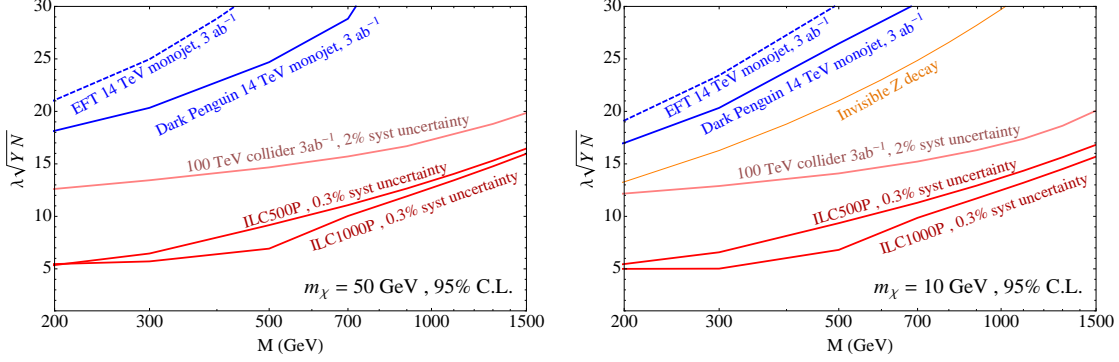 30
25
20
15
10
5
λ√Y N
EFT 14 TeV monojet, 3 ab⁻¹
Dark Penguin 14 TeV monojet, 3 ab⁻¹
100 TeV collider 3ab⁻¹, 2% syst uncertainty
ILC500P , 0.3% syst uncertainty
ILC1000P , 0.3% syst uncertainty
mχ = 50 GeV , 95% C.L.
200 300 500 700 1000 1500
M (GeV)
30
25
20
15
10
5
λ√Y N
EFT 14 TeV monojet, 3 ab⁻¹
Dark Penguin 14 TeV monojet, 3 ab⁻¹
Invisible Z decay
100 TeV collider 3ab⁻¹, 2% syst uncertainty
ILC500P , 0.3% syst uncertainty
ILC1000P , 0.3% syst uncertainty
mχ = 10 GeV , 95% C.L.
200 300 500 700 1000 1500
M (GeV)